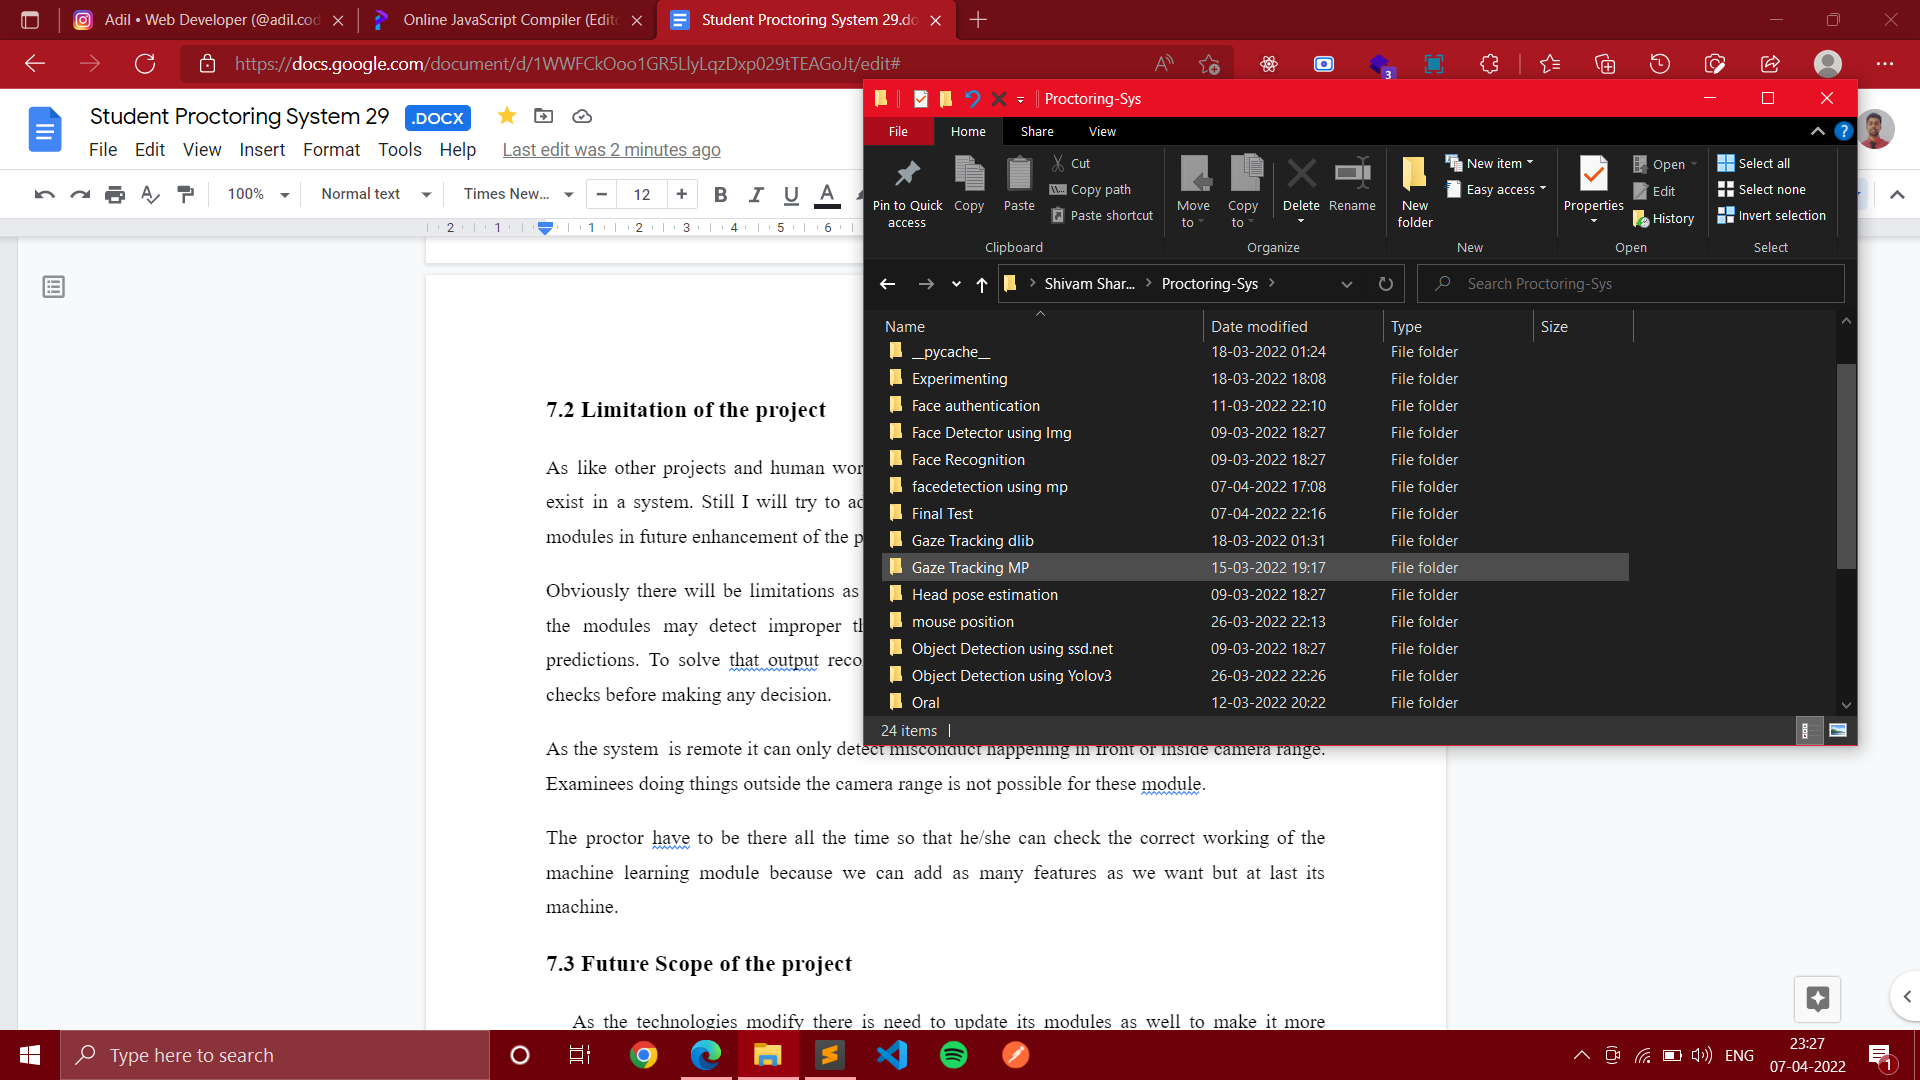 Adil • Web Developer (@adil.cod
Online JavaScript Compiler (Edito
Student Proctoring System 29.do
https://docs.google.com/document/d/1WWFCkOoo1GR5LlyLqzDxp029tTEAGoJt/edit#
3
Student Proctoring System 29 .DOCX
File Edit View Insert Format Tools Help Last edit was 2 minutes ago
100% Normal text Times New... 12 B I U A
2 1 1 2 3 4 5 6
7.2 Limitation of the project
As like other projects and human wor
exist in a system. Still I will try to ad
modules in future enhancement of the p
Obviously there will be limitations as
the modules may detect improper th
predictions. To solve that output reco
checks before making any decision.
As the system is remote it can only detect misconduct happening in front or inside camera range.
Examinees doing things outside the camera range is not possible for these module.
The proctor have to be there all the time so that he/she can check the correct working of the
machine learning module because we can add as many features as we want but at last its
machine.
7.3 Future Scope of the project
As the technologies modify there is need to update its modules as well to make it more
Proctoring-Sys
File Home Share View
Pin to Quick access
Copy
Paste
Cut
Copy path
Paste shortcut
Clipboard
Move to
Copy to
Delete
Rename
Organize
New folder
New item
Easy access
New
Properties
Open
Edit
History
Open
Select all
Select none
Invert selection
Select
Shivam Shar... Proctoring-Sys
Search Proctoring-Sys
Name Date modified Type Size
__pycache__ 18-03-2022 01:24 File folder
Experimenting 18-03-2022 18:08 File folder
Face authentication 11-03-2022 22:10 File folder
Face Detector using Img 09-03-2022 18:27 File folder
Face Recognition 09-03-2022 18:27 File folder
facedetection using mp 07-04-2022 17:08 File folder
Final Test 07-04-2022 22:16 File folder
Gaze Tracking dlib 18-03-2022 01:31 File folder
Gaze Tracking MP 15-03-2022 19:17 File folder
Head pose estimation 09-03-2022 18:27 File folder
mouse position 26-03-2022 22:13 File folder
Object Detection using ssd.net 09-03-2022 18:27 File folder
Object Detection using Yolov3 26-03-2022 22:26 File folder
Oral 12-03-2022 20:22 File folder
24 items
Type here to search
ENG
23:27
07-04-2022
1